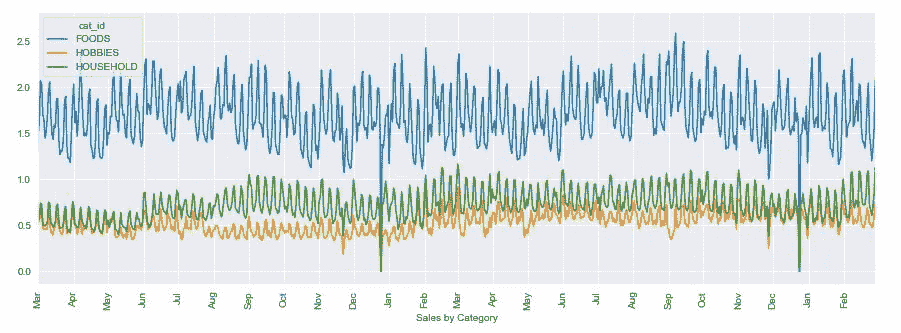 cat_id
FOODS
HOBBIES
HOUSEHOLD
2.5
2.0
1.5
1.0
0.5
0.0
Mar Apr May Jun Jul Aug Sep Oct Nov Dec Jan Feb Mar Apr May Jun Jul Aug Sep Oct Nov Dec Jan Feb
Sales by Category